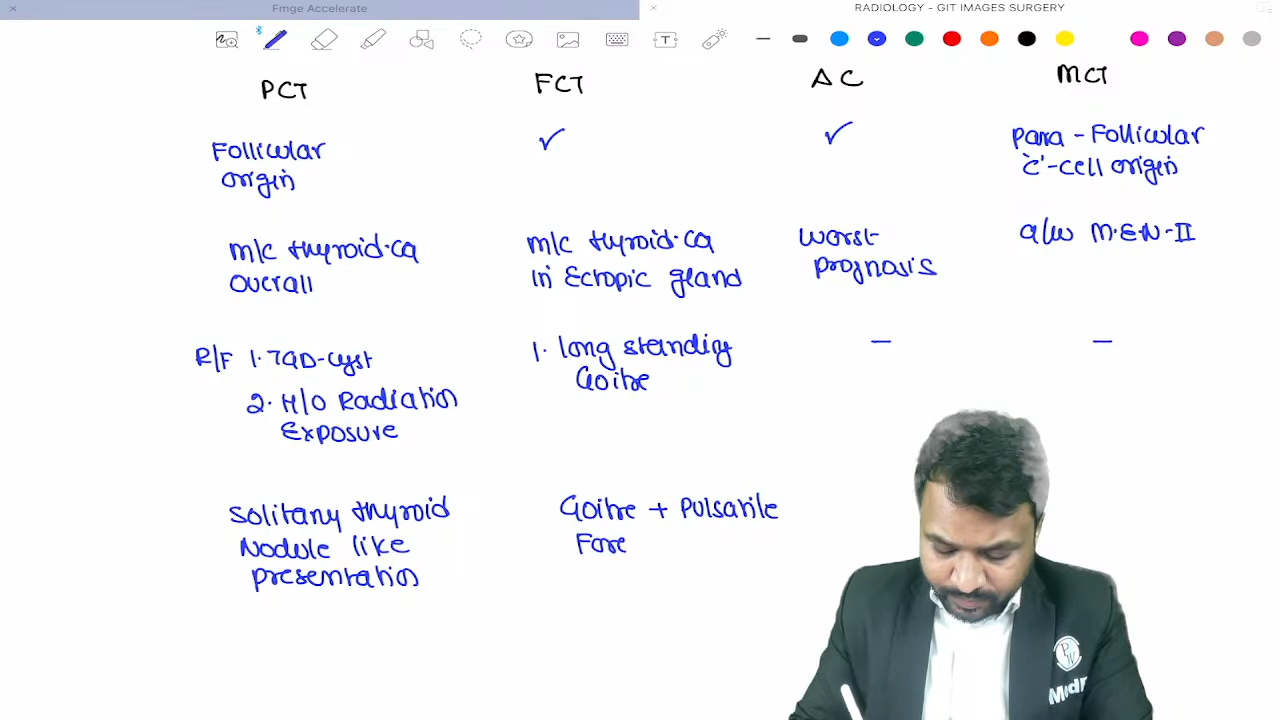 Fmge Accelerate
RADIOLOGY - GIT IMAGES SURGERY
PCT
FCT
AC
MCT
Follicular
origin
✓
✓
Para - Follicular
'C'-cell origin
M/C thyroid.Ca
overall
M/C thyroid.Ca
in Ectopic gland
Worst
Prognosis
a/w M.E.N-II
R/F 1. TGD-cyst
2. H/O Radiation
Exposure
1. Long standing
Goitre
—
—
Solitary thyroid
Nodule like
presentation
Goitre + Pulsatile
Fore
PW
MedE